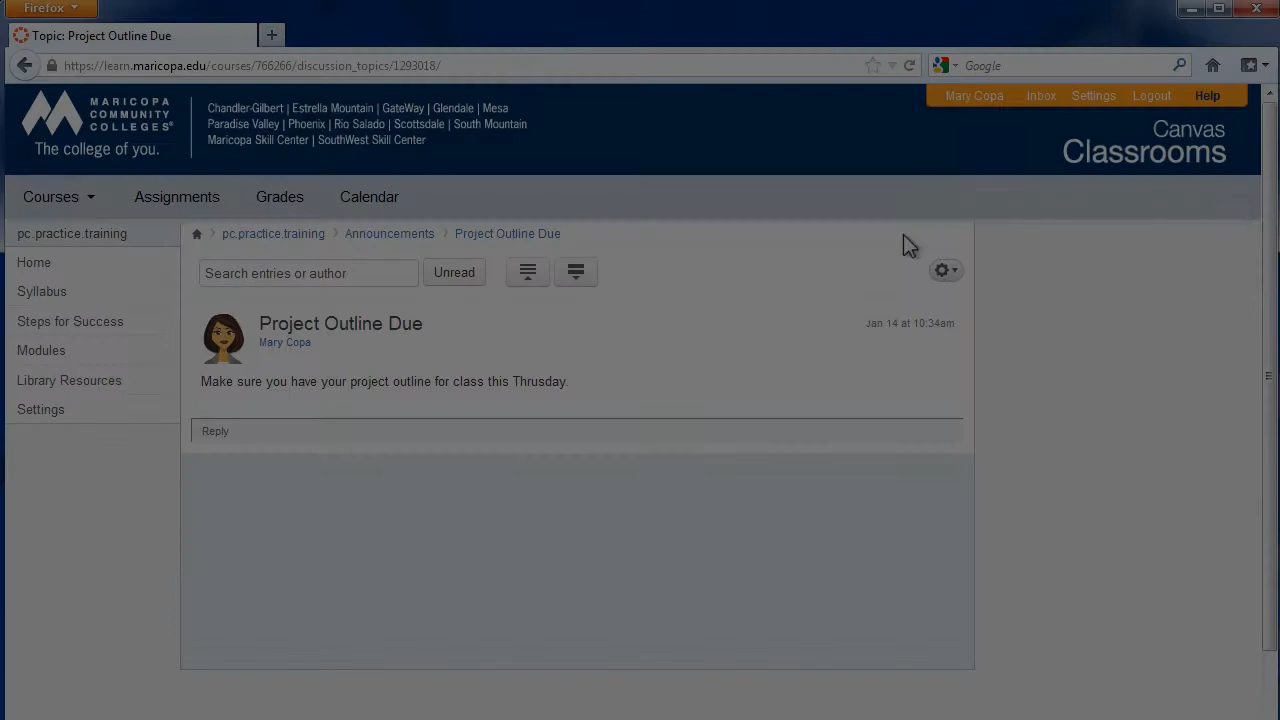 Firefox
Topic: Project Outline Due
https://learn.maricopa.edu/courses/766266/discussion_topics/1293018/
Google
MARICOPA
COMMUNITY
COLLEGES®
The college of you.
Chandler-Gilbert | Estrella Mountain | GateWay | Glendale | Mesa
Paradise Valley | Phoenix | Rio Salado | Scottsdale | South Mountain
Maricopa Skill Center | SouthWest Skill Center
Mary Copa Inbox Settings Logout Help
Canvas
Classrooms
Courses Assignments Grades Calendar
pc.practice.training
Home
Syllabus
Steps for Success
Modules
Library Resources
Settings
pc.practice.training Announcements Project Outline Due
Search entries or author Unread
Project Outline Due Jan 14 at 10:34am
Mary Copa
Make sure you have your project outline for class this Thrusday.
Reply